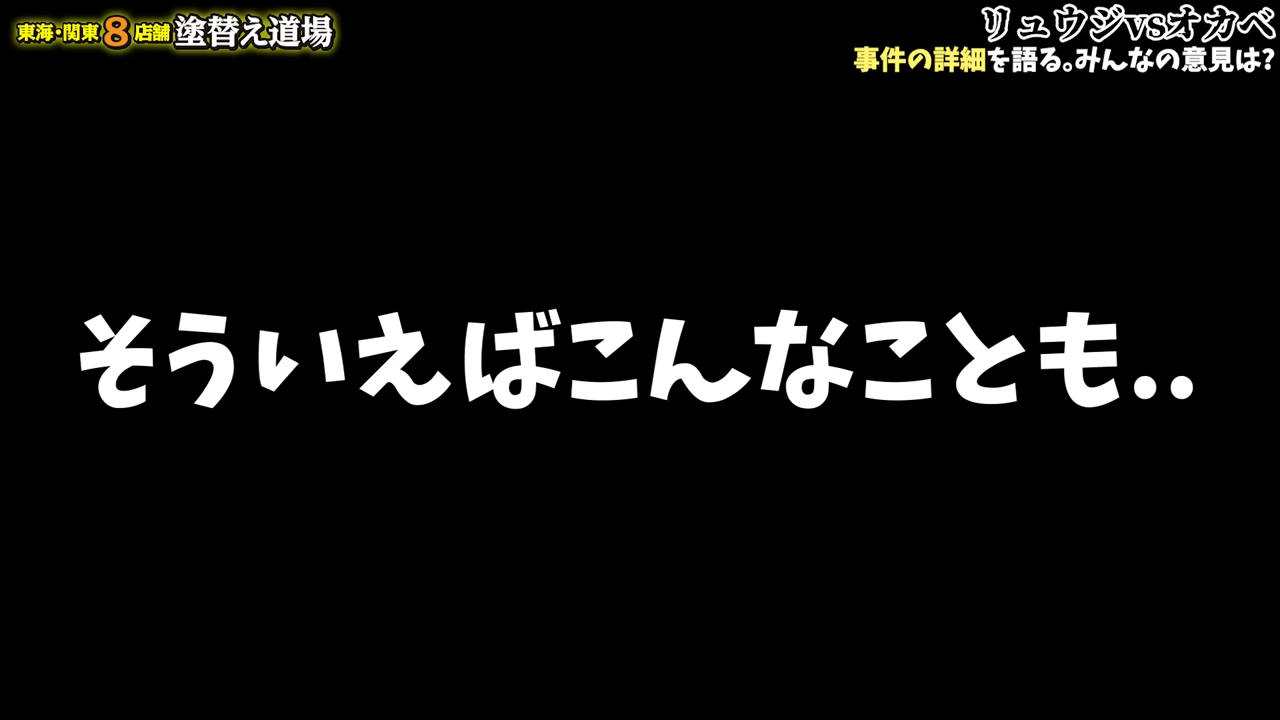 東海・関東8店舗塗替え道場
リュウジvsオカベ
事件の詳細を語る。みんなの意見は?
そういえばこんなことも..